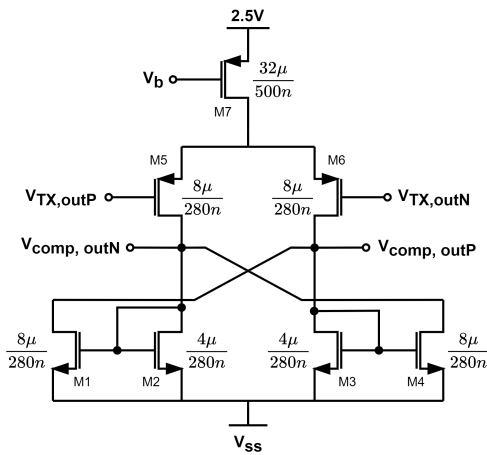 2.5V
V_b
32μ
500n
M7
M5
M6
V_TX,outP
8μ
280n
8μ
280n
V_TX,outN
V_comp, outN
V_comp, outP
8μ
280n
4μ
280n
4μ
280n
8μ
280n
M1
M2
M3
M4
V_ss